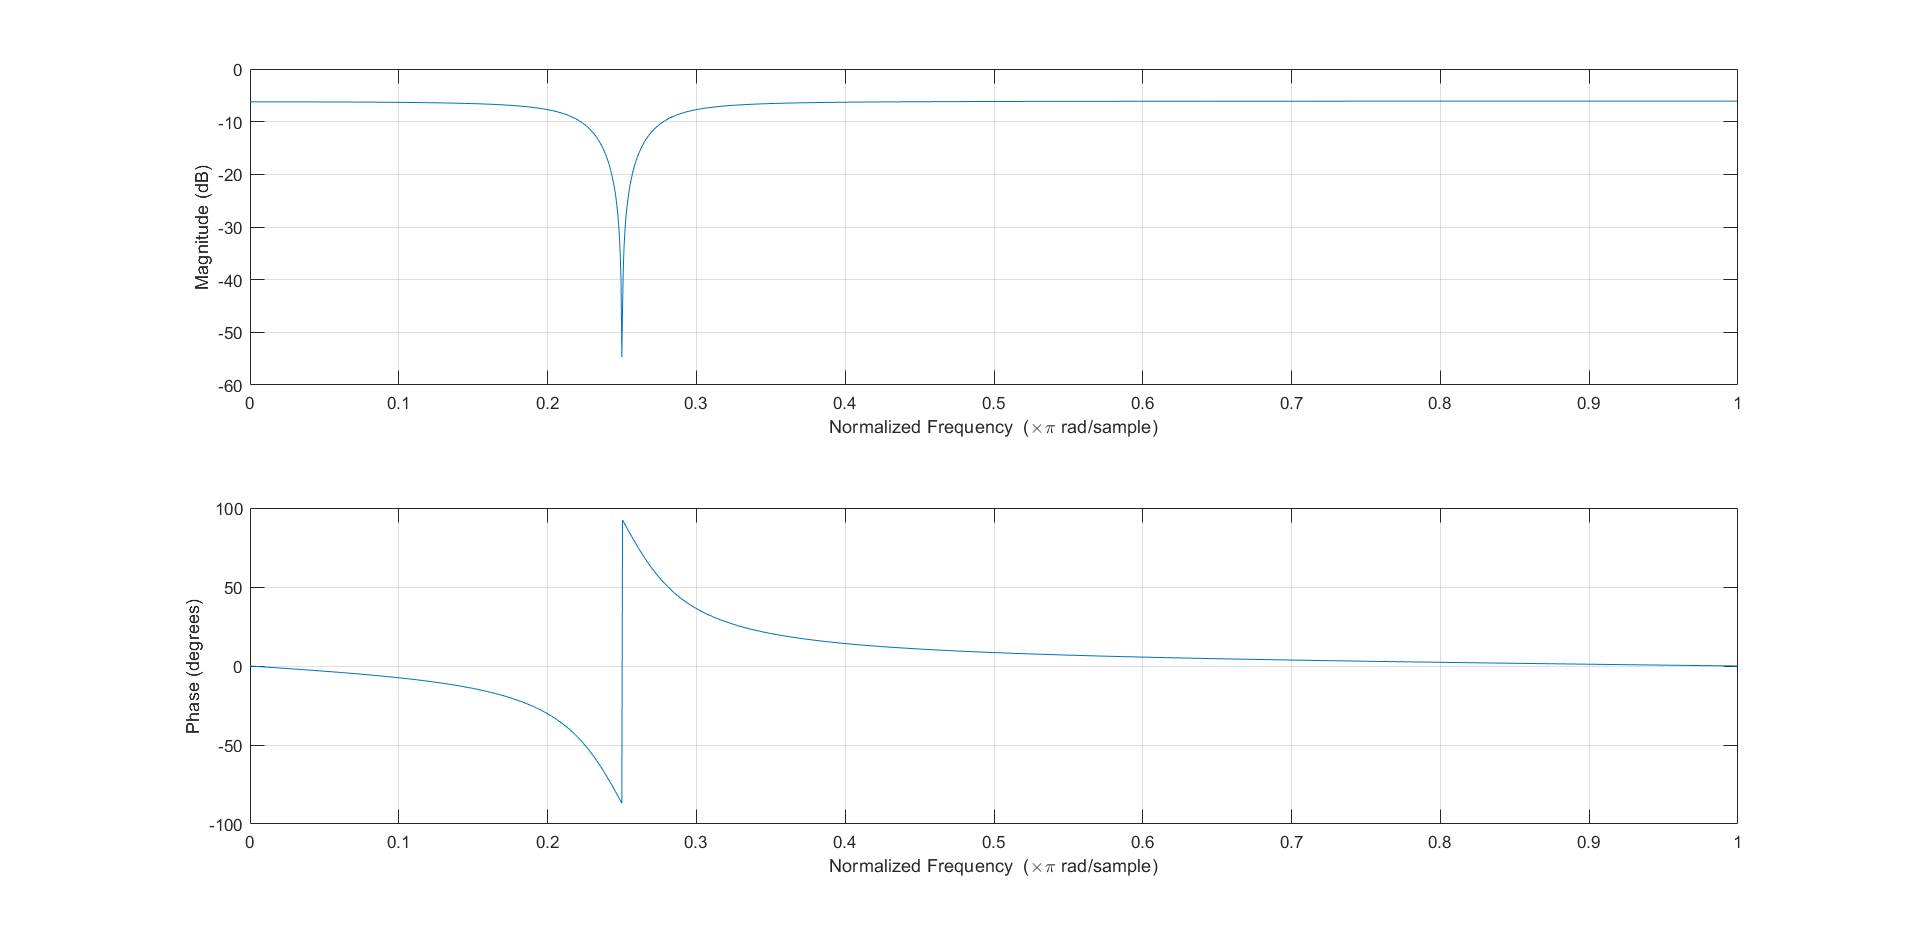 0
-10
-20
-30
-40
-50
-60
Magnitude (dB)
0 0.1 0.2 0.3 0.4 0.5 0.6 0.7 0.8 0.9 1
Normalized Frequency (×π rad/sample)
100
50
0
-50
-100
Phase (degrees)
0 0.1 0.2 0.3 0.4 0.5 0.6 0.7 0.8 0.9 1
Normalized Frequency (×π rad/sample)